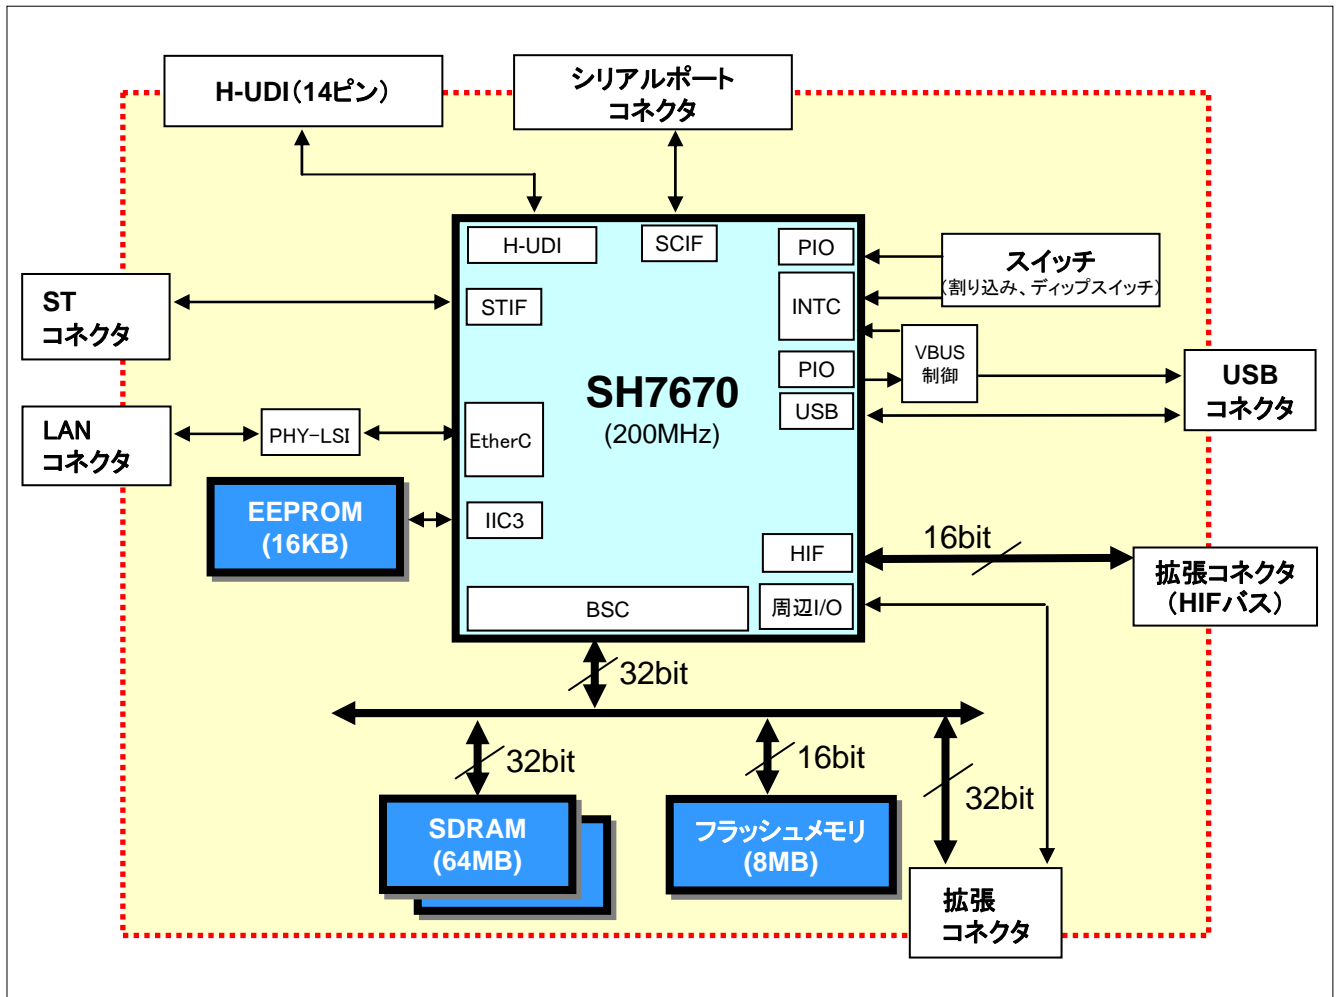 H-UDI（14ピン）
シリアルポート
コネクタ
H-UDI
SCIF
PIO
スイッチ
（割り込み、ディップスイッチ）
ST
コネクタ
STIF
INTC
VBUS
制御
PIO
USB
USB
コネクタ
SH7670
(200MHz)
LAN
コネクタ
PHY-LSI
EtherC
EEPROM
(16KB)
IIC3
HIF
16bit
拡張コネクタ
（HIFバス）
BSC
周辺I/O
32bit
32bit
16bit
32bit
SDRAM
(64MB)
フラッシュメモリ
(8MB)
拡張
コネクタ